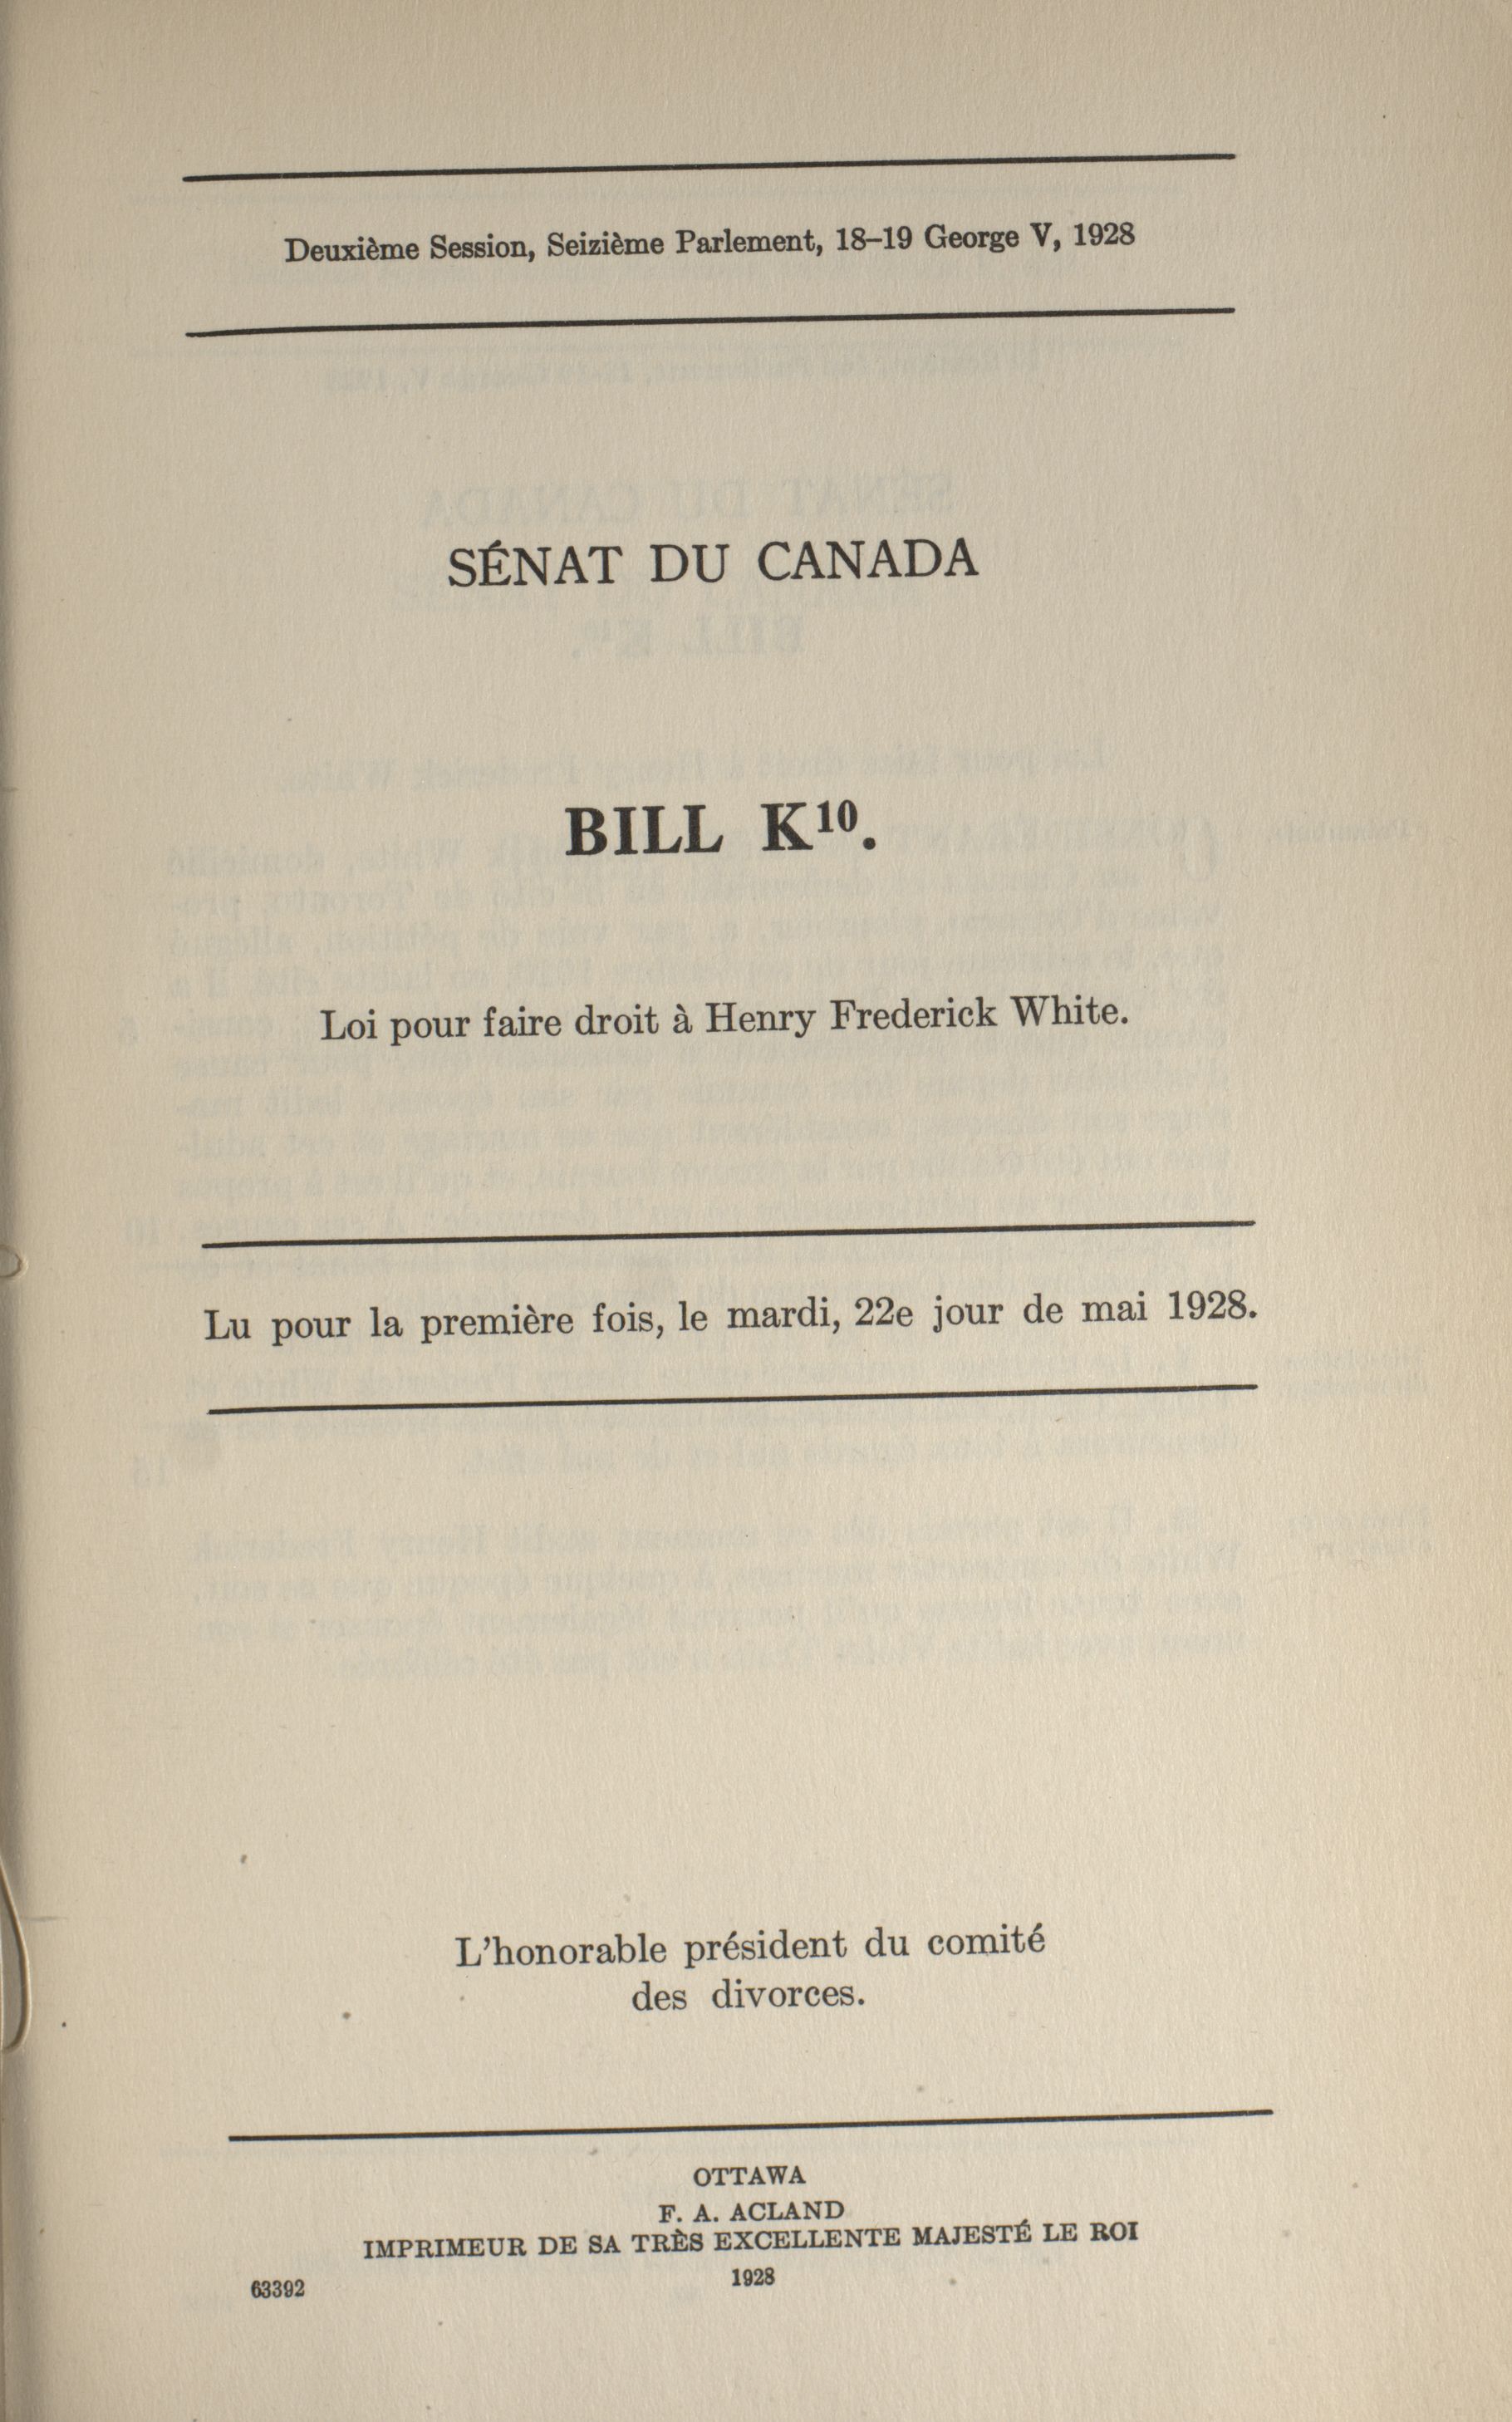 Deuxième Session, Seizième Parlement, 18–19 George V, 1928
SÉNAT DU CANADA
BILL K¹⁰.
Loi pour faire droit à Henry Frederick White.
Lu pour la première fois, le mardi, 22e jour de mai 1928.
L'honorable président du comité
des divorces.
OTTAWA
F. A. ACLAND
IMPRIMEUR DE SA TRÈS EXCELLENTE MAJESTÉ LE ROI
1928
63392